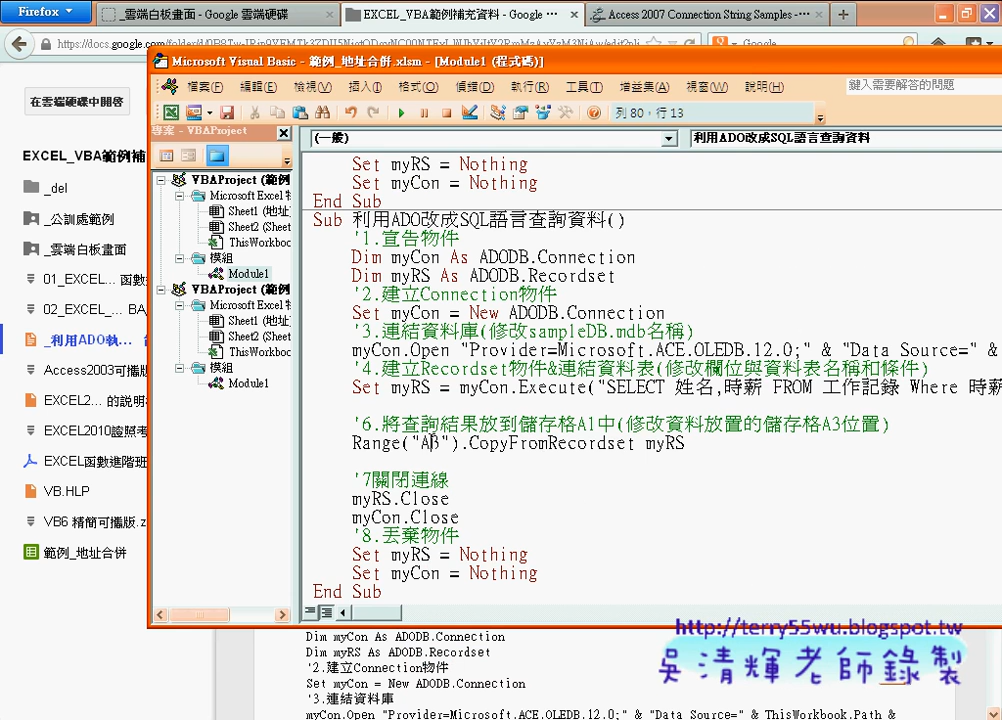 Firefox
_雲端白板畫面 - Google 雲端硬碟
EXCEL_VBA範例補充資料 - Google ...
Access 2007 Connection String Samples - ...
Google
Microsoft Visual Basic - 範例_地址合併.xlsm - [Module1 (程式碼)]
檔案(F) 編輯(E) 檢視(V) 插入(I) 格式(O) 偵錯(D) 執行(R) 工具(T) 增益集(A) 視窗(W) 說明(H)
鍵入需要解答的問題
列 80，行 13
專案 - VBAProject
(一般)
利用ADO改成SQL語言查詢資料
在雲端硬碟中開啓
EXCEL_VBA範例補
_del
_公訓處範例
_雲端白板畫面
01_EXCEL... 函數
02_EXCEL_... BA
_利用ADO執...
Access2003可攜版
EXCEL2... 的說明
EXCEL2010證照考
EXCEL函數進階班
VB.HLP
VB6 精簡可攜版.z
範例_地址合併
VBAProject (範例
Microsoft Excel
Sheet1 (地址
Sheet2 (Sheet
ThisWorkboo
模組
Module1
VBAProject (範例
Microsoft Excel
Sheet1 (地址
Sheet2 (Sheet
ThisWorkboo
模組
Module1
Set myRS = Nothing
Set myCon = Nothing
End Sub
Sub 利用ADO改成SQL語言查詢資料()
'1.宣告物件
Dim myCon As ADODB.Connection
Dim myRS As ADODB.Recordset
'2.建立Connection物件
Set myCon = New ADODB.Connection
'3.連結資料庫(修改sampleDB.mdb名稱)
myCon.Open "Provider=Microsoft.ACE.OLEDB.12.0;" & "Data Source=" &
'4.建立Recordset物件&連結資料表(修改欄位與資料表名稱和條件)
Set myRS = myCon.Execute("SELECT 姓名,時薪 FROM 工作記錄 Where 時薪
'6.將查詢結果放到儲存格A1中(修改資料放置的儲存格A3位置)
Range("A3").CopyFromRecordset myRS
'7關閉連線
myRS.Close
myCon.Close
'8.丟棄物件
Set myRS = Nothing
Set myCon = Nothing
End Sub
Dim myCon As ADODB.Connection
Dim myRS As ADODB.Recordset
'2.建立Connection物件
Set myCon = New ADODB.Connection
'3.連結資料庫
myCon.Open "Provider=Microsoft.ACE.OLEDB.12.0;" & "Data Source=" & ThisWorkbook.Path &
http://terry55wu.blogspot.tw
吳清輝老師錄製